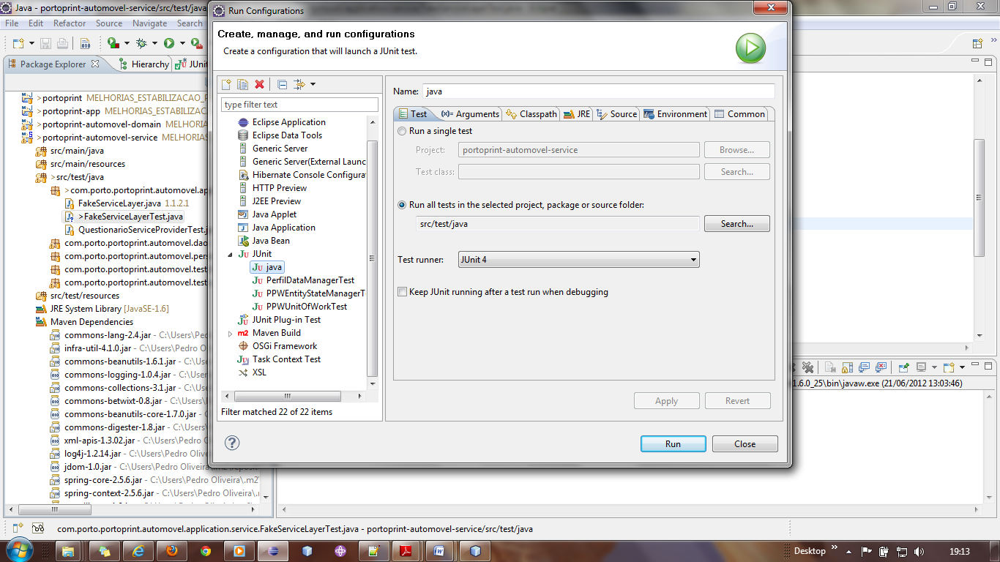 Java - portoprint-automovel-service/src/test/java
File Edit Refactor Source Navigate Search
Package Explorer
Hierarchy
JUni
>portoprint MELHORIAS_ESTABILIZACAO_P
>portoprint-app MELHORIAS_ESTABILIZAC
>portoprint-automovel-domain MELHORIAS
>portoprint-automovel-service MELHORIAS
src/main/java
src/main/resources
>src/test/java
>com.porto.portoprint.automovel.ap
FakeServiceLayer.java 1.1.2.1
>FakeServiceLayerTest.java
QuestionarioServiceProviderTest.j
com.porto.portoprint.automovel.dao
com.porto.portoprint.automovel.per
com.porto.portoprint.automovel.test
com.porto.portoprint.automovel.test
src/test/resources
JRE System Library [JavaSE-1.6]
Maven Dependencies
commons-lang-2.4.jar - C:\Users\Pedro
infra-util-4.1.0.jar - C:\Users\Pedro O
commons-beanutils-1.6.1.jar - C:\Us
commons-logging-1.0.4.jar - C:\User
commons-collections-3.1.jar - C:\Us
commons-betwixt-0.8.jar - C:\Users\
commons-beanutils-core-1.7.0.jar - C
commons-digester-1.8.jar - C:\Users
xml-apis-1.3.02.jar - C:\Users\Pedro O
log4j-1.2.14.jar - C:\Users\Pedro Olive
jdom-1.0.jar - C:\Users\Pedro Oliveira\.m2\reposit
spring-core-2.5.6.jar - C:\Users\Pedro Oliveira\.m2\
spring-context-2.5.6.jar - C:\Users\Pedro Oliveira\.m
Run Configurations
Create, manage, and run configurations
Create a configuration that will launch a JUnit test.
type filter text
Eclipse Application
Eclipse Data Tools
Generic Server
Generic Server(External Launc
Hibernate Console Configurat
HTTP Preview
J2EE Preview
Java Applet
Java Application
Java Bean
JUnit
java
PerfilDataManagerTest
PPWEntityStateManagerT
PPWUnitOfWorkTest
JUnit Plug-in Test
Maven Build
OSGi Framework
Task Context Test
XSL
Filter matched 22 of 22 items
Name: java
Test Arguments Classpath JRE Source Environment Common
Run a single test
Project: portoprint-automovel-service Browse...
Test class: Search...
Run all tests in the selected project, package or source folder:
src/test/java Search...
Test runner: JUnit 4
Keep JUnit running after a test run when debugging
Apply Revert
Run Close
1.6.0_25\bin\javaw.exe (21/06/2012 13:03:46)
com.porto.portoprint.automovel.application.service.FakeServiceLayerTest.java - portoprint-automovel-service/src/test/java
Desktop
19:13